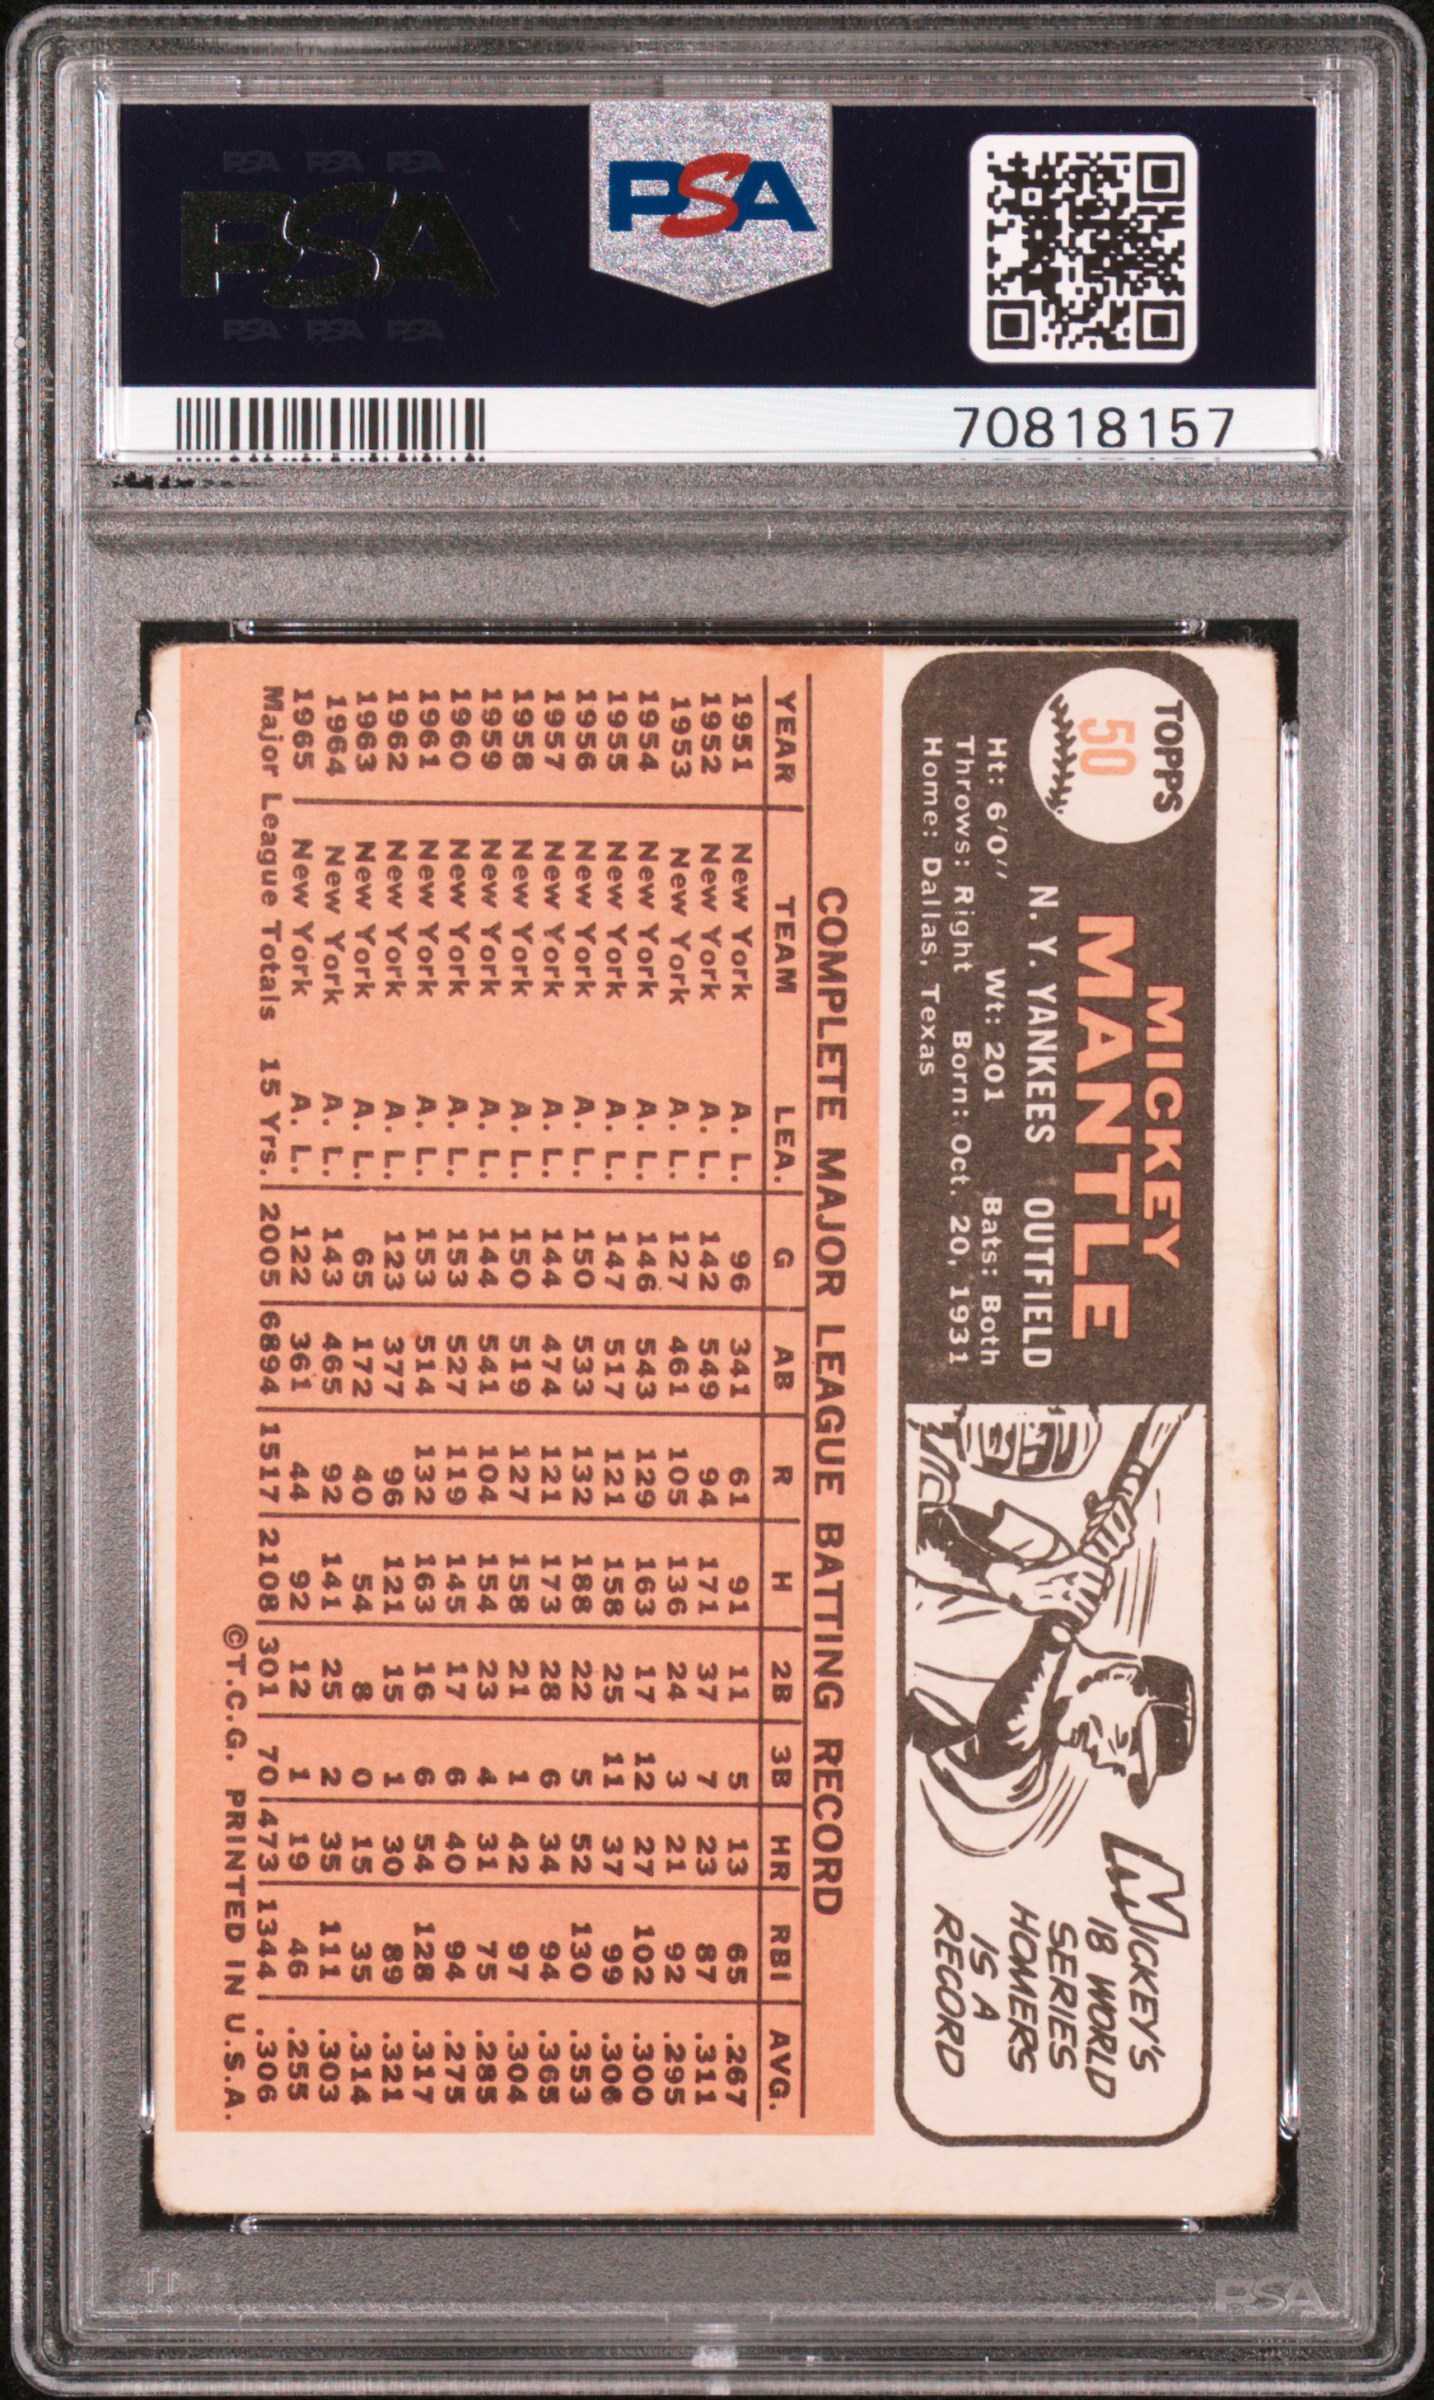 PSA PSA PSA
PSA
PSA PSA PSA
PSA
70818157
TOPPS
50
MICKEY
MANTLE
N. Y. YANKEES OUTFIELD
Ht: 6'0'' Wt: 201 Bats: Both
Throws: Right Born: Oct. 20, 1931
Home: Dallas, Texas
MICKEY'S
18 WORLD
SERIES
HOMERS
IS A
RECORD
COMPLETE MAJOR LEAGUE BATTING RECORD
YEAR TEAM LEA. G AB R H 2B 3B HR RBI AVG.
1951 New York A. L. 96 341 61 91 11 5 13 65 .267
1952 New York A. L. 142 549 94 171 37 7 23 87 .311
1953 New York A. L. 127 461 105 136 24 3 21 92 .295
1954 New York A. L. 146 543 129 163 17 12 27 102 .300
1955 New York A. L. 147 517 121 158 25 11 37 99 .306
1956 New York A. L. 150 533 132 188 22 5 52 130 .353
1957 New York A. L. 144 474 121 173 28 6 34 94 .365
1958 New York A. L. 150 519 127 158 21 1 42 97 .304
1959 New York A. L. 144 541 104 154 23 4 31 75 .285
1960 New York A. L. 153 527 119 145 17 6 40 94 .275
1961 New York A. L. 153 514 132 163 16 6 54 128 .317
1962 New York A. L. 123 377 96 121 15 1 30 89 .321
1963 New York A. L. 65 172 40 54 8 0 15 35 .314
1964 New York A. L. 143 465 92 141 25 2 35 111 .303
1965 New York A. L. 122 361 44 92 12 1 19 46 .255
Major League Totals 15 Yrs. 2005 6894 1517 2108 301 70 473 1344 .306
©T.C.G. PRINTED IN U.S.A.
PSA